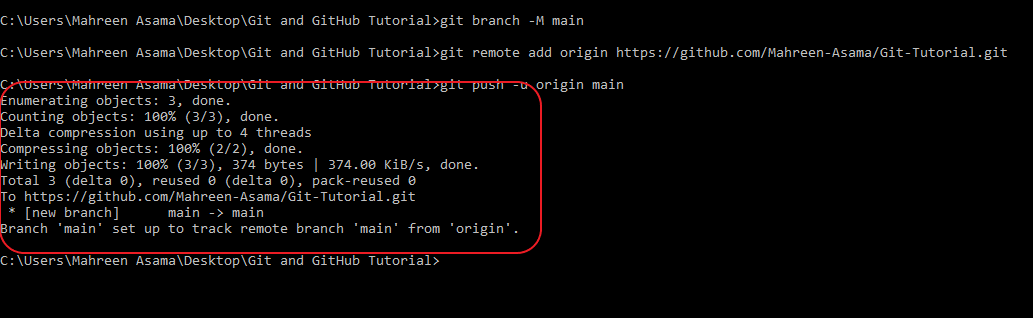 C:\Users\Mahreen Asama\Desktop\Git and GitHub Tutorial>git branch -M main
C:\Users\Mahreen Asama\Desktop\Git and GitHub Tutorial>git remote add origin https://github.com/Mahreen-Asama/Git-Tutorial.git
C:\Users\Mahreen Asama\Desktop\Git and GitHub Tutorial>git push -u origin main
Enumerating objects: 3, done.
Counting objects: 100% (3/3), done.
Delta compression using up to 4 threads
Compressing objects: 100% (2/2), done.
Writing objects: 100% (3/3), 374 bytes | 374.00 KiB/s, done.
Total 3 (delta 0), reused 0 (delta 0), pack-reused 0
To https://github.com/Mahreen-Asama/Git-Tutorial.git
 * [new branch]      main -> main
Branch 'main' set up to track remote branch 'main' from 'origin'.
C:\Users\Mahreen Asama\Desktop\Git and GitHub Tutorial>